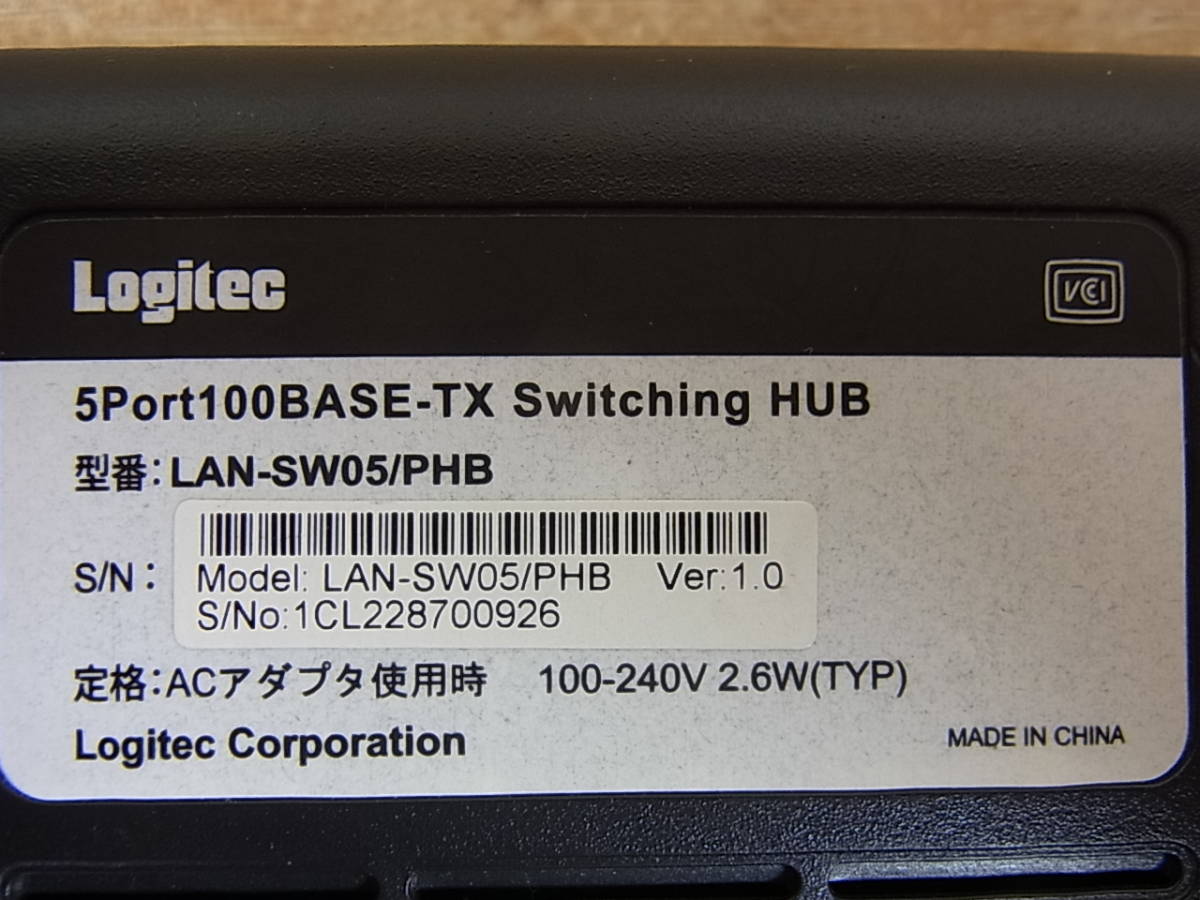 Logitec
VCCI
5Port100BASE-TX Switching HUB
型番:LAN-SW05/PHB
S/N:
Model: LAN-SW05/PHB Ver:1.0
S/No:1CL228700926
定格:ACアダプタ使用時 100-240V 2.6W(TYP)
Logitec Corporation
MADE IN CHINA